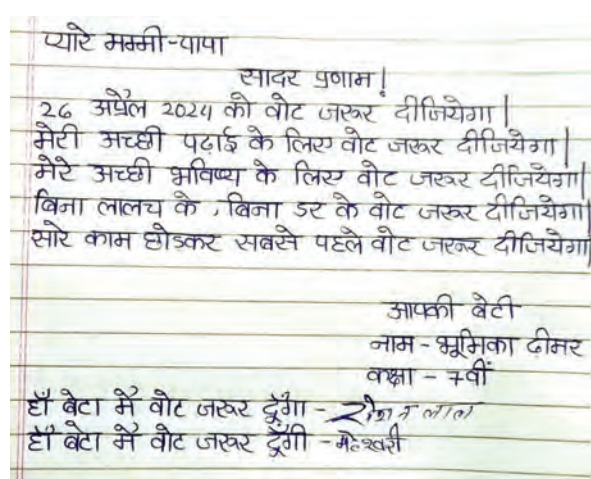 प्यारे मम्मी-पापा
सादर प्रणाम!
26 अप्रैल 2024 को वोट जरूर दीजियेगा|
मेरी अच्छी पढ़ाई के लिए वोट जरूर दीजियेगा|
मेरे अच्छी भविष्य के लिए वोट जरूर दीजियेगा|
बिना लालच के, बिना डर के वोट जरूर दीजियेगा|
सारे काम छोडकर सबसे पहले वोट जरूर दीजियेगा|
आपकी बेटी
नाम - भूमिका ढीमर
कक्षा - 7वीं
हाँ बेटा मैं वोट जरूर दूँगा - रोशन लाल
हाँ बेटा मैं वोट जरूर दूँगी - महेश्वरी